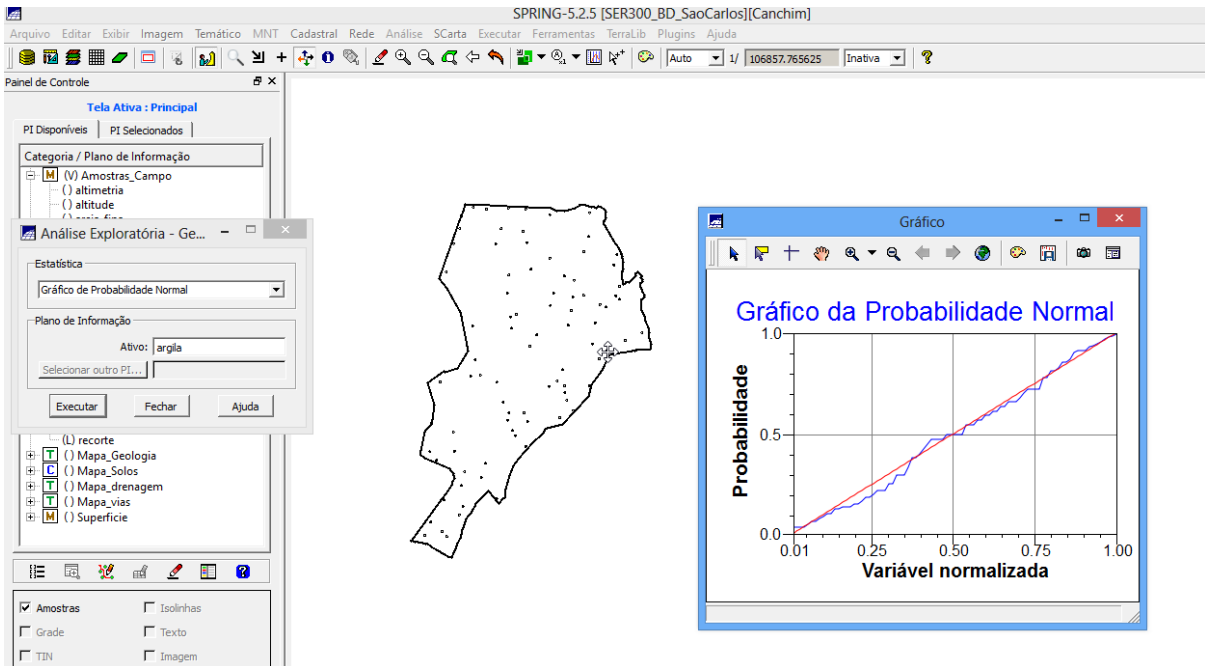 SPRING-5.2.5 [SER300_BD_SaoCarlos][Canchim]
Arquivo Editar Exibir Imagem Temático MNT Cadastral Rede Análise SCarta Executar Ferramentas TerraLib Plugins Ajuda
Auto 1/ 106857.765625 Inativa
Painel de Controle
Tela Ativa : Principal
PI Disponíveis PI Selecionados
Categoria / Plano de Informação
M (V) Amostras_Campo
() altimetria
() altitude
Análise Exploratória - Ge...
Estatística
Gráfico de Probabilidade Normal
Plano de Informação
Ativo: argila
Selecionar outro PI...
Executar Fechar Ajuda
(L) recorte
T () Mapa_Geologia
C () Mapa_Solos
T () Mapa_drenagem
T () Mapa_vias
M () Superficie
Amostras Isolinhas
Grade Texto
TIN Imagem
Gráfico
Gráfico da Probabilidade Normal
1.0
Probabilidade
0.5
0.0
0.01 0.25 0.50 0.75 1.00
Variável normalizada